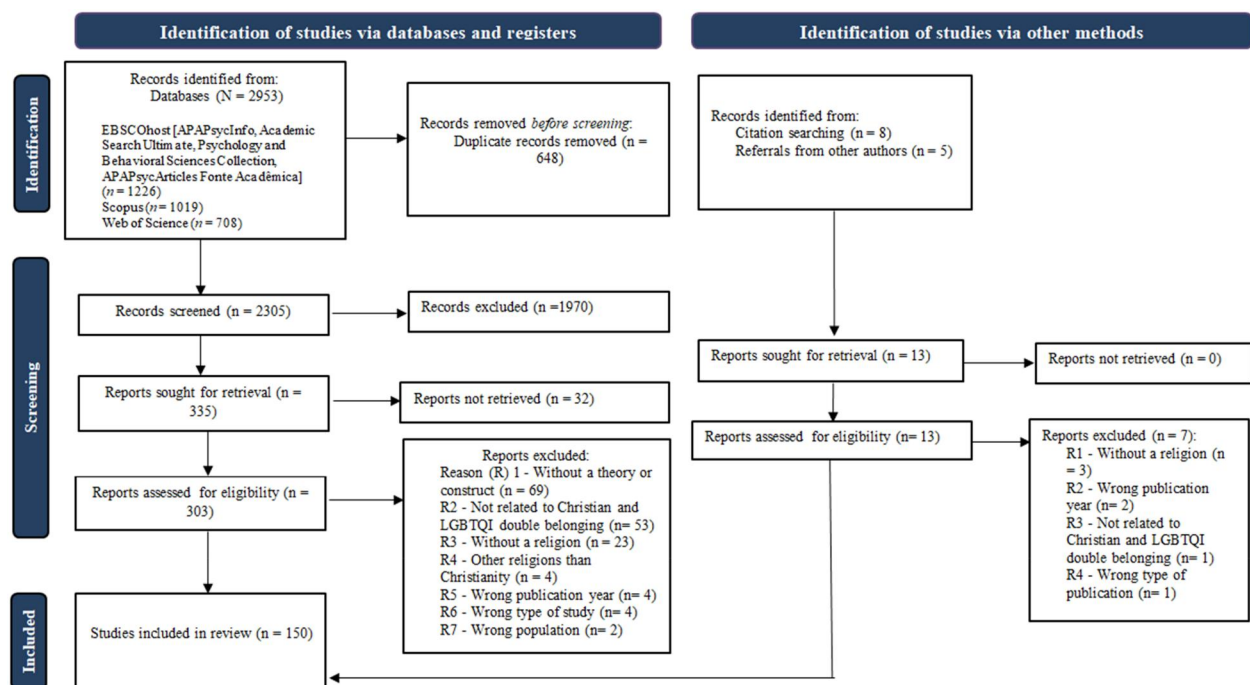 Identification of studies via databases and registers
Identification of studies via other methods
Identification
Records identified from:
Databases (N = 2953)
EBSCOhost [APAPsycInfo, Academic
Search Ultimate, Psychology and
Behavioral Sciences Collection,
APAPsycArticles Fonte Acadêmica]
(n = 1226)
Scopus (n = 1019)
Web of Science (n = 708)
Records removed before screening:
Duplicate records removed (n =
648)
Records identified from:
Citation searching (n = 8)
Referrals from other authors (n = 5)
Screening
Records screened (n = 2305)
Records excluded (n =1970)
Reports sought for retrieval (n =
335)
Reports not retrieved (n = 32)
Reports sought for retrieval (n = 13)
Reports not retrieved (n = 0)
Reports assessed for eligibility (n =
303)
Reports excluded:
Reason (R) 1 - Without a theory or
construct (n = 69)
R2 - Not related to Christian and
LGBTQI double belonging (n= 53)
R3 - Without a religion (n = 23)
R4 - Other religions than
Christianity (n = 4)
R5 - Wrong publication year (n= 4)
R6 - Wrong type of study (n= 4)
R7 - Wrong population (n= 2)
Reports assessed for eligibility (n= 13)
Reports excluded (n = 7):
R1 - Without a religion (n
= 3)
R2 - Wrong publication
year (n= 2)
R3 - Not related to
Christian and LGBTQI
double belonging (n= 1)
R4 - Wrong type of
publication (n= 1)
Included
Studies included in review (n = 150)